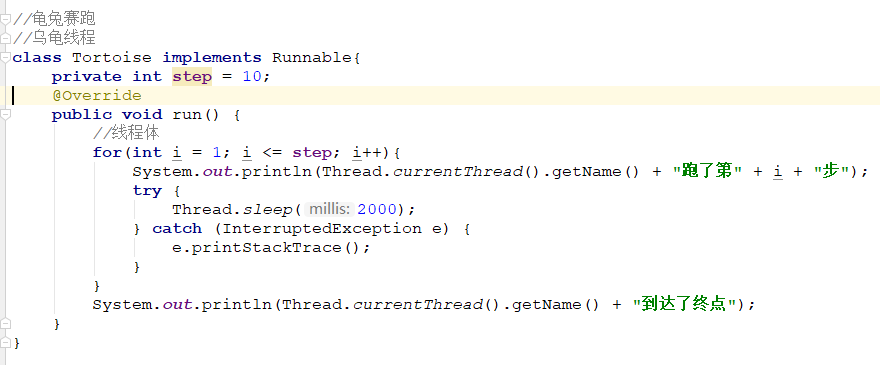 //龟兔赛跑
//乌龟线程
class Tortoise implements Runnable{
    private int step = 10;
    @Override
    public void run() {
        //线程体
        for(int i = 1; i <= step; i++){
            System.out.println(Thread.currentThread().getName() + "跑了第" + i + "步");
            try {
                Thread.sleep( millis: 2000);
            } catch (InterruptedException e) {
                e.printStackTrace();
            }
        }
        System.out.println(Thread.currentThread().getName() + "到达了终点");
    }
}